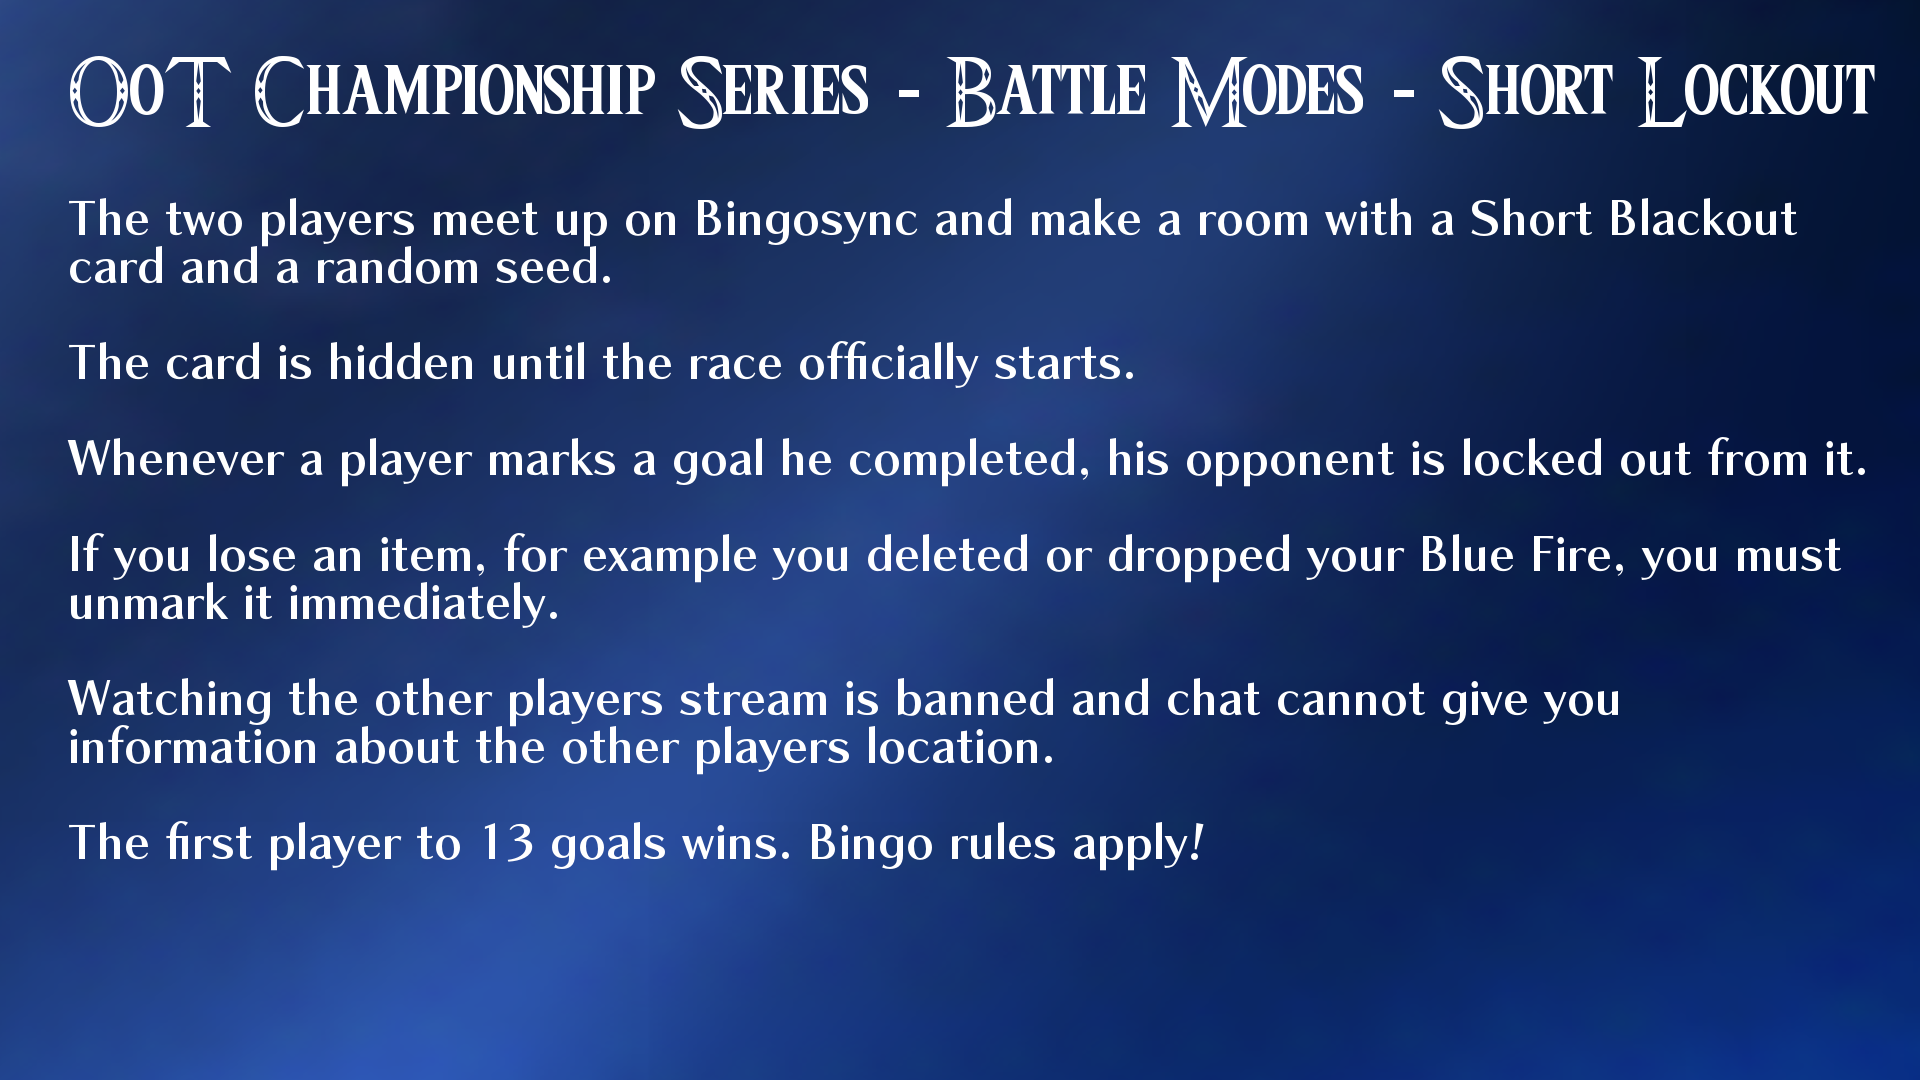 OoT Championship Series - Battle Modes - Short Lockout
The two players meet up on Bingosync and make a room with a Short Blackout
card and a random seed.
The card is hidden until the race officially starts.
Whenever a player marks a goal he completed, his opponent is locked out from it.
If you lose an item, for example you deleted or dropped your Blue Fire, you must
unmark it immediately.
Watching the other players stream is banned and chat cannot give you
information about the other players location.
The first player to 13 goals wins. Bingo rules apply!